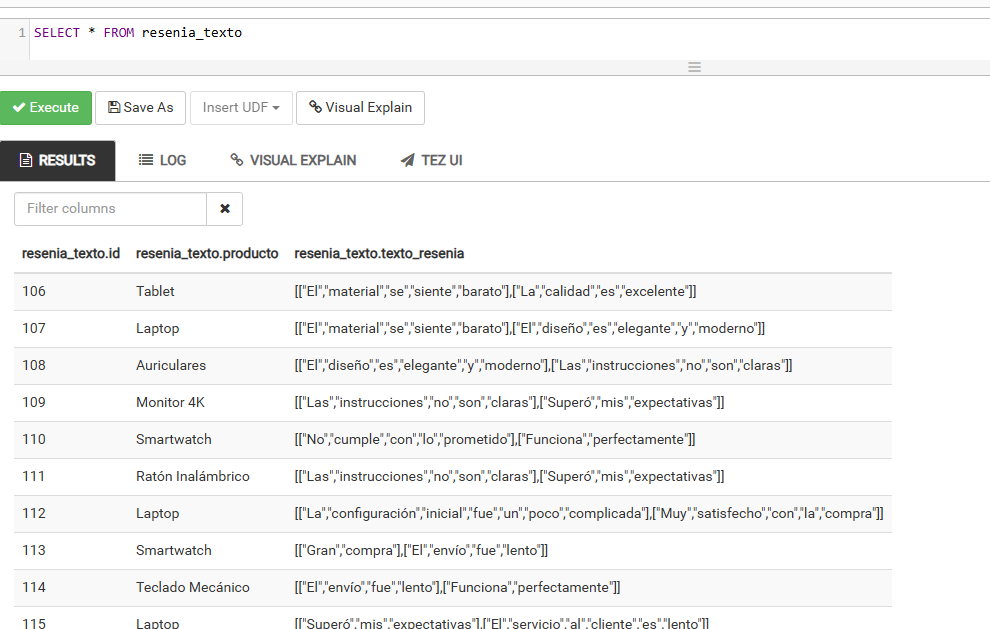 1 SELECT * FROM resenia_texto
Execute Save As Insert UDF Visual Explain
RESULTS LOG VISUAL EXPLAIN TEZ UI
Filter columns
resenia_texto.id resenia_texto.producto resenia_texto.texto_resenia
106 Tablet [["El","material","se","siente","barato"],["La","calidad","es","excelente"]]
107 Laptop [["El","material","se","siente","barato"],["El","diseño","es","elegante","y","moderno"]]
108 Auriculares [["El","diseño","es","elegante","y","moderno"],["Las","instrucciones","no","son","claras"]]
109 Monitor 4K [["Las","instrucciones","no","son","claras"],["Superó","mis","expectativas"]]
110 Smartwatch [["No","cumple","con","lo","prometido"],["Funciona","perfectamente"]]
111 Ratón Inalámbrico [["Las","instrucciones","no","son","claras"],["Superó","mis","expectativas"]]
112 Laptop [["La","configuración","inicial","fue","un","poco","complicada"],["Muy","satisfecho","con","la","compra"]]
113 Smartwatch [["Gran","compra"],["El","envío","fue","lento"]]
114 Teclado Mecánico [["El","envío","fue","lento"],["Funciona","perfectamente"]]
115 Laptop [["Superó","mis","expectativas"],["El","servicio","al","cliente","es","lento"]]